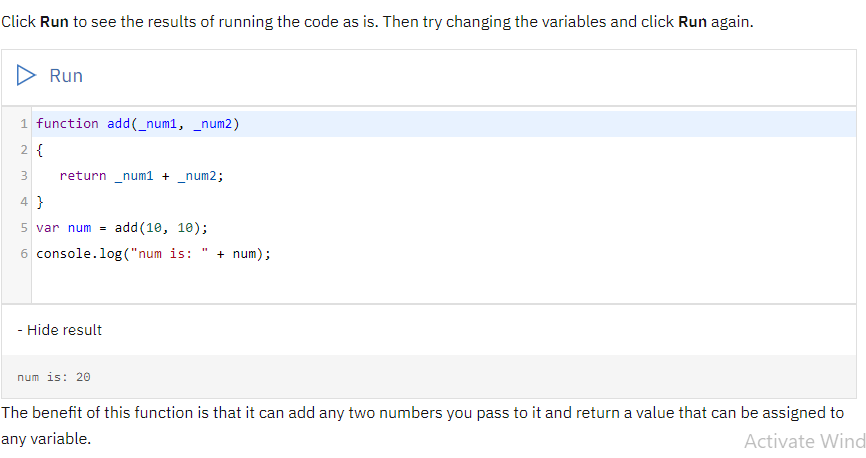 Click Run to see the results of running the code as is. Then try changing the variables and click Run again.
Run
1 function add(_num1, _num2)
2 {
3 return _num1 + _num2;
4 }
5 var num = add(10, 10);
6 console.log("num is: " + num);
- Hide result
num is: 20
The benefit of this function is that it can add any two numbers you pass to it and return a value that can be assigned to
any variable.
Activate Wind